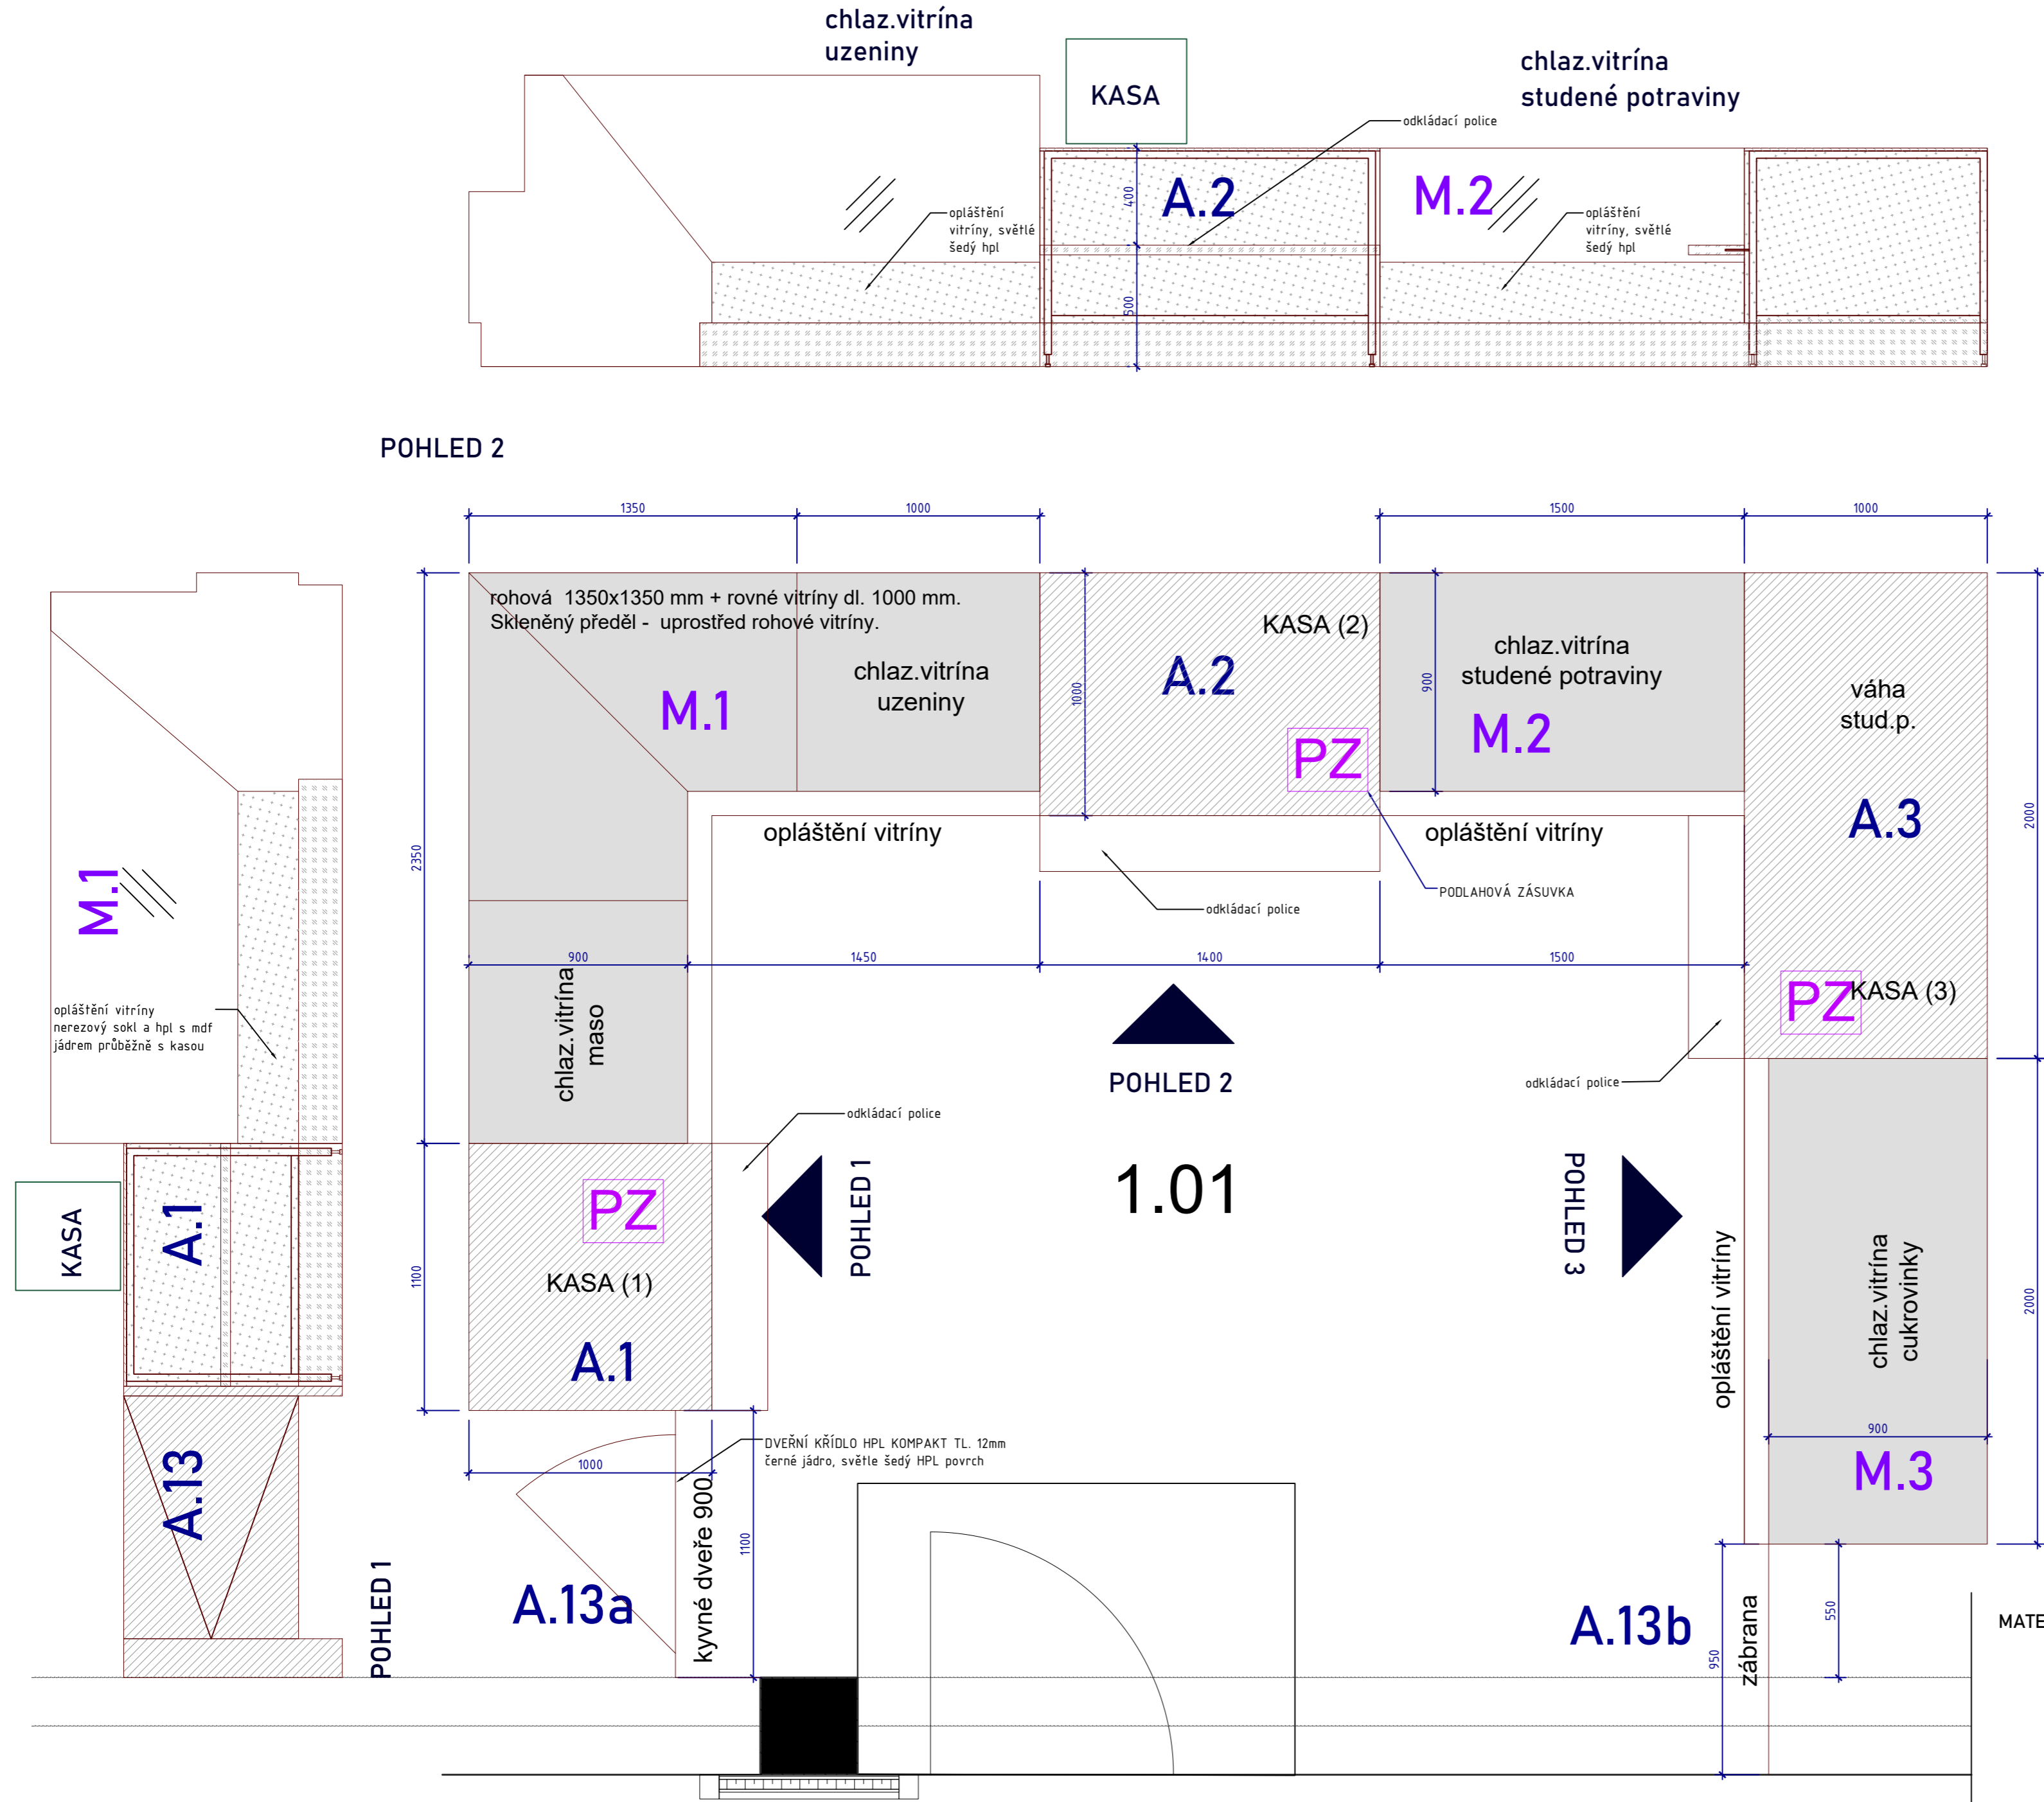 chlaz.vitrína
uzeniny
KASA
chlaz.vitrína
studené potraviny
odkládací police
A.2
M.2
400
500
opláštění
vitríny, světlé
šedý hpl
opláštění
vitríny, světlé
šedý hpl
POHLED 2
1350
1000
1500
1000
rohová 1350x1350 mm + rovné vitríny dl. 1000 mm.
Skleněný předěl - uprostřed rohové vitríny.
M.1
chlaz.vitrína
uzeniny
KASA (2)
A.2
PZ
1000
900
chlaz.vitrína
studené potraviny
M.2
váha
stud.p.
A.3
2000
2350
opláštění vitríny
opláštění vitríny
PODLAHOVÁ ZÁSUVKA
odkládací police
900
1450
1400
1500
M.1
opláštění vitríny
nerezový sokl a hpl s mdf
jádrem průběžně s kasou
chlaz.vitrína
maso
PZ
KASA (3)
odkládací police
POHLED 2
odkládací police
1.01
POHLED 1
POHLED 3
KASA
A.1
1100
PZ
KASA (1)
A.1
opláštění vitríny
chlaz.vitrína
cukrovinky
2000
900
M.3
DVEŘNÍ KŘÍDLO HPL KOMPAKT TL. 12mm
černé jádro, světle šedý HPL povrch
1000
1100
kyvné dveře 900
A.13
A.13a
POHLED 1
A.13b
zábrana
550
950
MATE